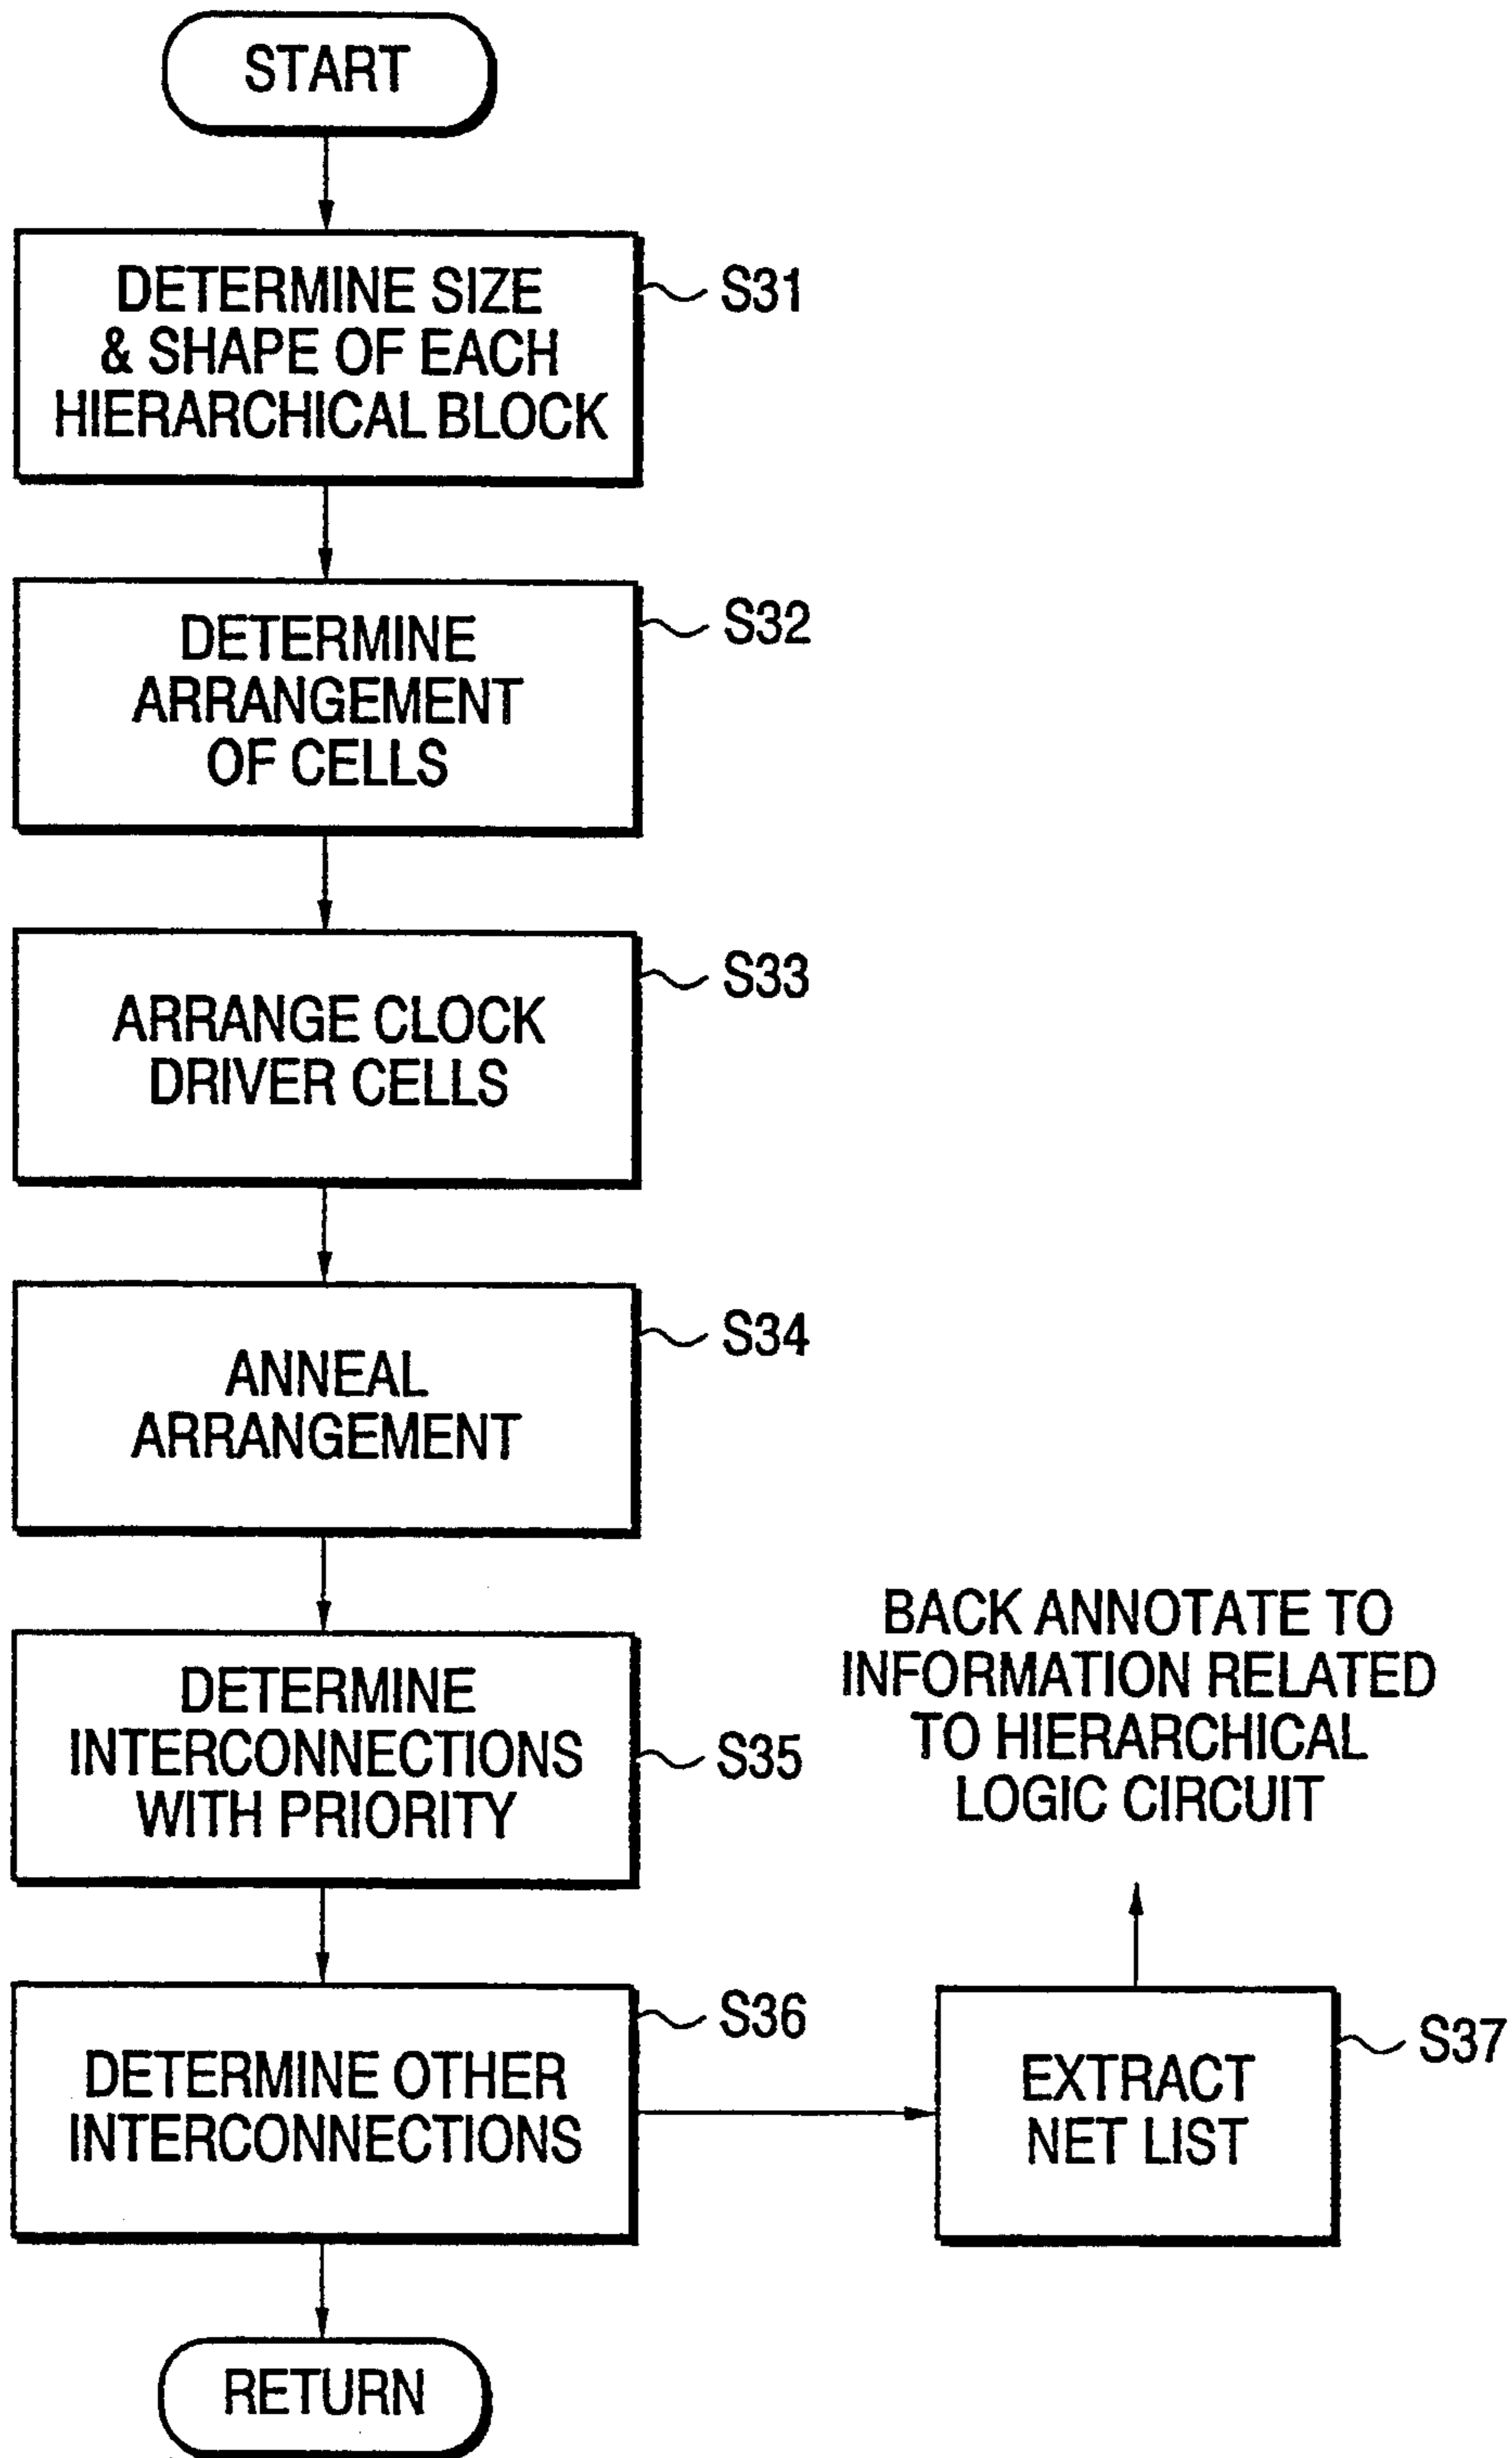 START
DETERMINE SIZE
& SHAPE OF EACH
HIERARCHICAL BLOCK
S31
DETERMINE
ARRANGEMENT
OF CELLS
S32
ARRANGE CLOCK
DRIVER CELLS
S33
ANNEAL
ARRANGEMENT
S34
DETERMINE
INTERCONNECTIONS
WITH PRIORITY
S35
BACK ANNOTATE TO
INFORMATION RELATED
TO HIERARCHICAL
LOGIC CIRCUIT
DETERMINE OTHER
INTERCONNECTIONS
S36
EXTRACT
NET LIST
S37
RETURN